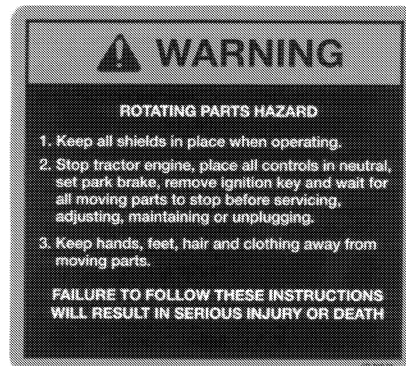 WARNING
ROTATING PARTS HAZARD
1. Keep all shields in place when operating.
2. Stop tractor engine, place all controls in neutral,
set park brake, remove ignition key and wait for
all moving parts to stop before servicing,
adjusting, maintaining or unplugging.
3. Keep hands, feet, hair and clothing away from
moving parts.
FAILURE TO FOLLOW THESE INSTRUCTIONS
WILL RESULT IN SERIOUS INJURY OR DEATH